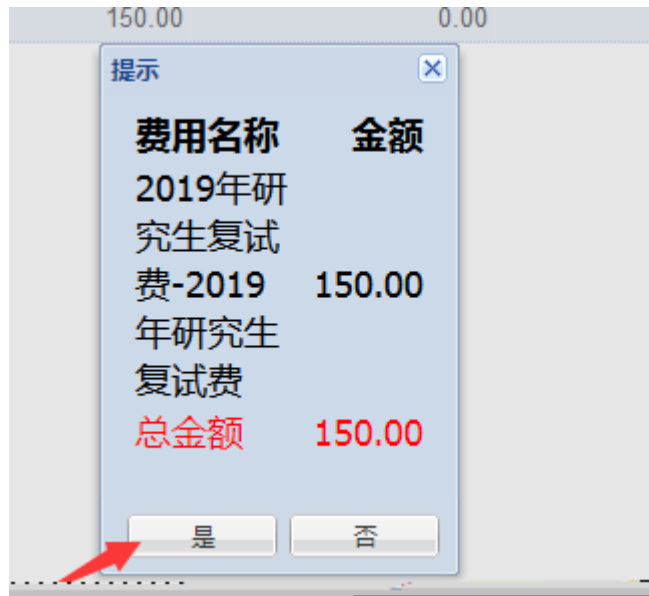 150.00 0.00
提示
费用名称 金额
2019年研
究生复试
费-2019 150.00
年研究生
复试费
总金额 150.00
是 否